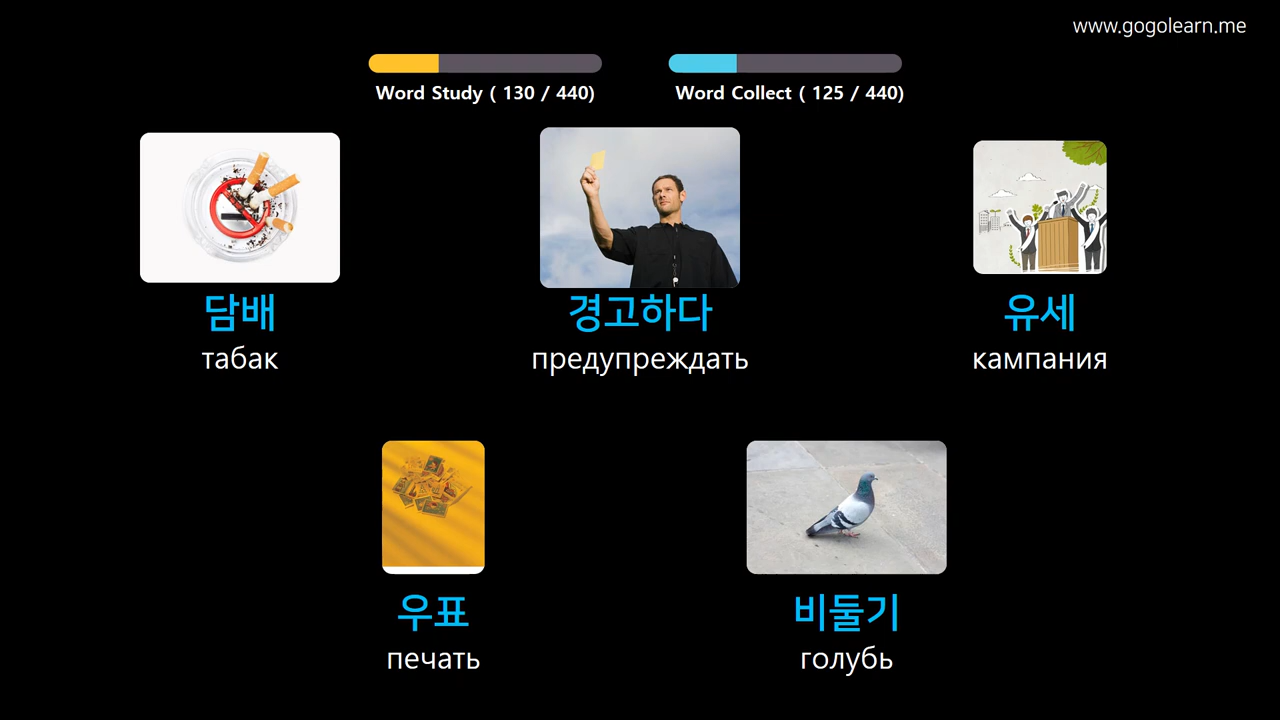 www.gogolearn.me
Word Study ( 130 / 440)
Word Collect ( 125 / 440)
담배
табак
경고하다
предупреждать
유세
кампания
우표
печать
비둘기
голубь